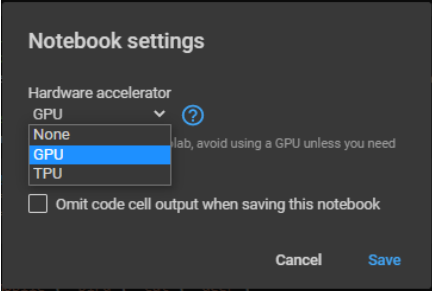 Notebook settings
Hardware accelerator
GPU
?
None
GPU
TPU
lab, avoid using a GPU unless you need
Omit code cell output when saving this notebook
Cancel Save